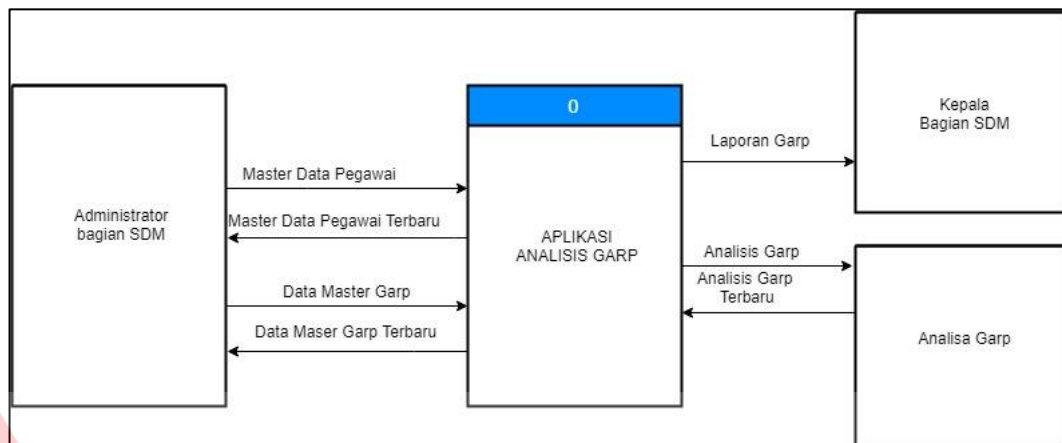 0
Kepala
Bagian SDM
Laporan Garp
Master Data Pegawai
Administrator
bagian SDM
Master Data Pegawai Terbaru
APLIKASI
ANALISIS GARP
Analisis Garp
Analisis Garp
Terbaru
Data Master Garp
Data Maser Garp Terbaru
Analisa Garp